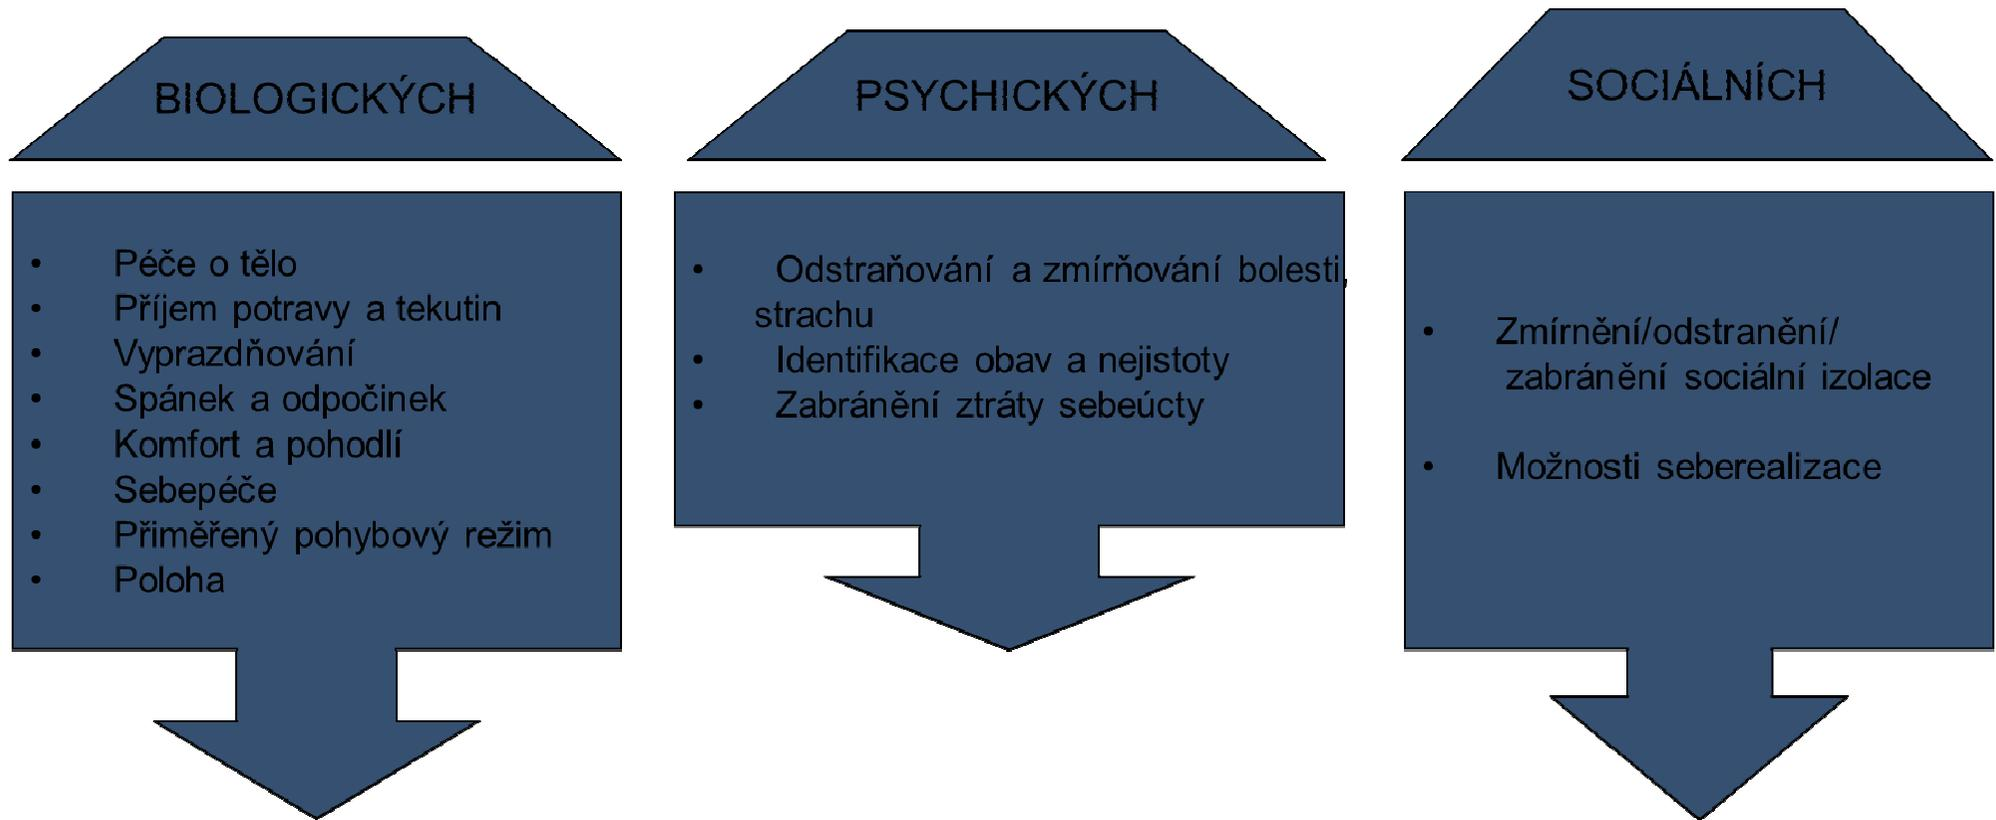 BIOLOGICKÝCH
• Péče o tělo
• Příjem potravy a tekutin
• Vyprazdňování
• Spánek a odpočinek
• Komfort a pohodlí
• Sebepéče
• Přiměřený pohybový režim
• Poloha
PSYCHICKÝCH
• Odstraňování a zmírňování bolesti,
strachu
• Identifikace obav a nejistoty
• Zabránění ztráty sebeúcty
SOCIÁLNÍCH
• Zmírnění/odstranění/
zabránění sociální izolace
• Možnosti seberealizace